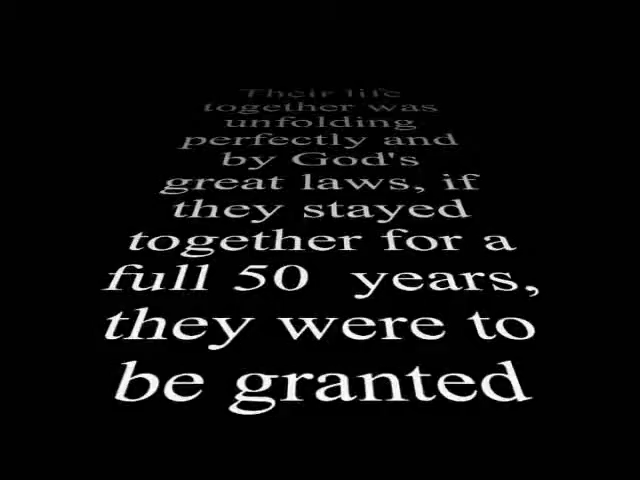 Their life
together was
unfolding
perfectly and
by God's
great laws, if
they stayed
together for a
full 50 years,
they were to
be granted